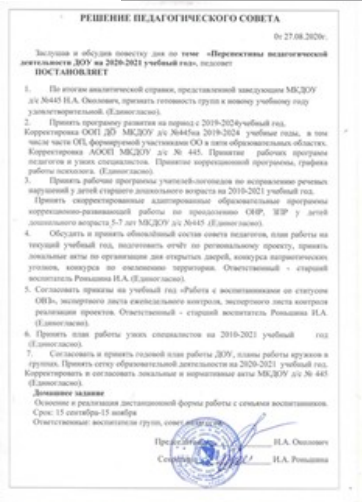 РЕШЕНИЕ ПЕДАГОГИЧЕСКОГО СОВЕТА
От 27.08.2020г.
Заслушав и обсудив повестку дня по теме «Перспективы педагогической
деятельности ДОУ на 2020-2021 учебный год», педсовет
ПОСТАНОВЛЯЕТ
1. По итогам аналитической справки, представленной заведующем МКДОУ
д/с №445 Н.А. Околович, признать готовность групп к новому учебному году
удовлетворительной. (Единогласно).
2. Принять программу развития на период с 2019-2024учебный год.
Корректировка ООП ДО МКДОУ д/с №445на 2019-2024 учебные годы, в том
числе части ОП, формируемой участниками ОО в пяти образовательных областях.
Корректировка АООП МКДОУ д/с № 445. Принятие рабочих программ
педагогов и узких специалистов. Принятие коррекционной программы, графика
работы психолога. (Единогласно).
3. Принять рабочие программы учителей-логопедов по исправлению речевых
нарушений у детей старшего дошкольного возраста на 2010-2021 учебный год.
Принять скорректированные адаптированные образовательные программы
коррекционно-развивающей работы по преодолению ОНР, ЗПР у детей
дошкольного возраста 5-7 лет МКДОУ д/с №445 (Единогласно).
4. Обсудить и принять обновлённый состав совета педагогов, план работы на
текущий учебный год, подготовить отчёт по региональному проекту, принять
локальные акты по организации дня открытых дверей, конкурса патриотических
уголков, конкурса по озеленению территории. Ответственный - старший
воспитатель Роньшина И.А. (Единогласно).
5. Согласовать приказы на учебный год «Работа с воспитанниками со статусом
ОВЗ», экспертного листа еженедельного контроля, экспертного листа контроля
реализации проектов. Ответственный - старший воспитатель Роньшина И.А.
(Единогласно).
6. Принять план работы узких специалистов на 2010-2021 учебный год
(Единогласно).
7. Согласовать и принять годовой план работы ДОУ, планы работы кружков в
группах. Принять сетку образовательной деятельности на 2020-2021 учебный год.
Корректировать и согласовать локальные и нормативные акты МКДОУ д/с № 445
(Единогласно).
Домашнее задание
Освоение и реализация дистанционной формы работы с семьями воспитанников.
Срок: 15 сентября-15 ноября
Ответственные: воспитатели групп, совет педагогов
Председатель И.А. Околович
Секретарь И.А. Роньшина